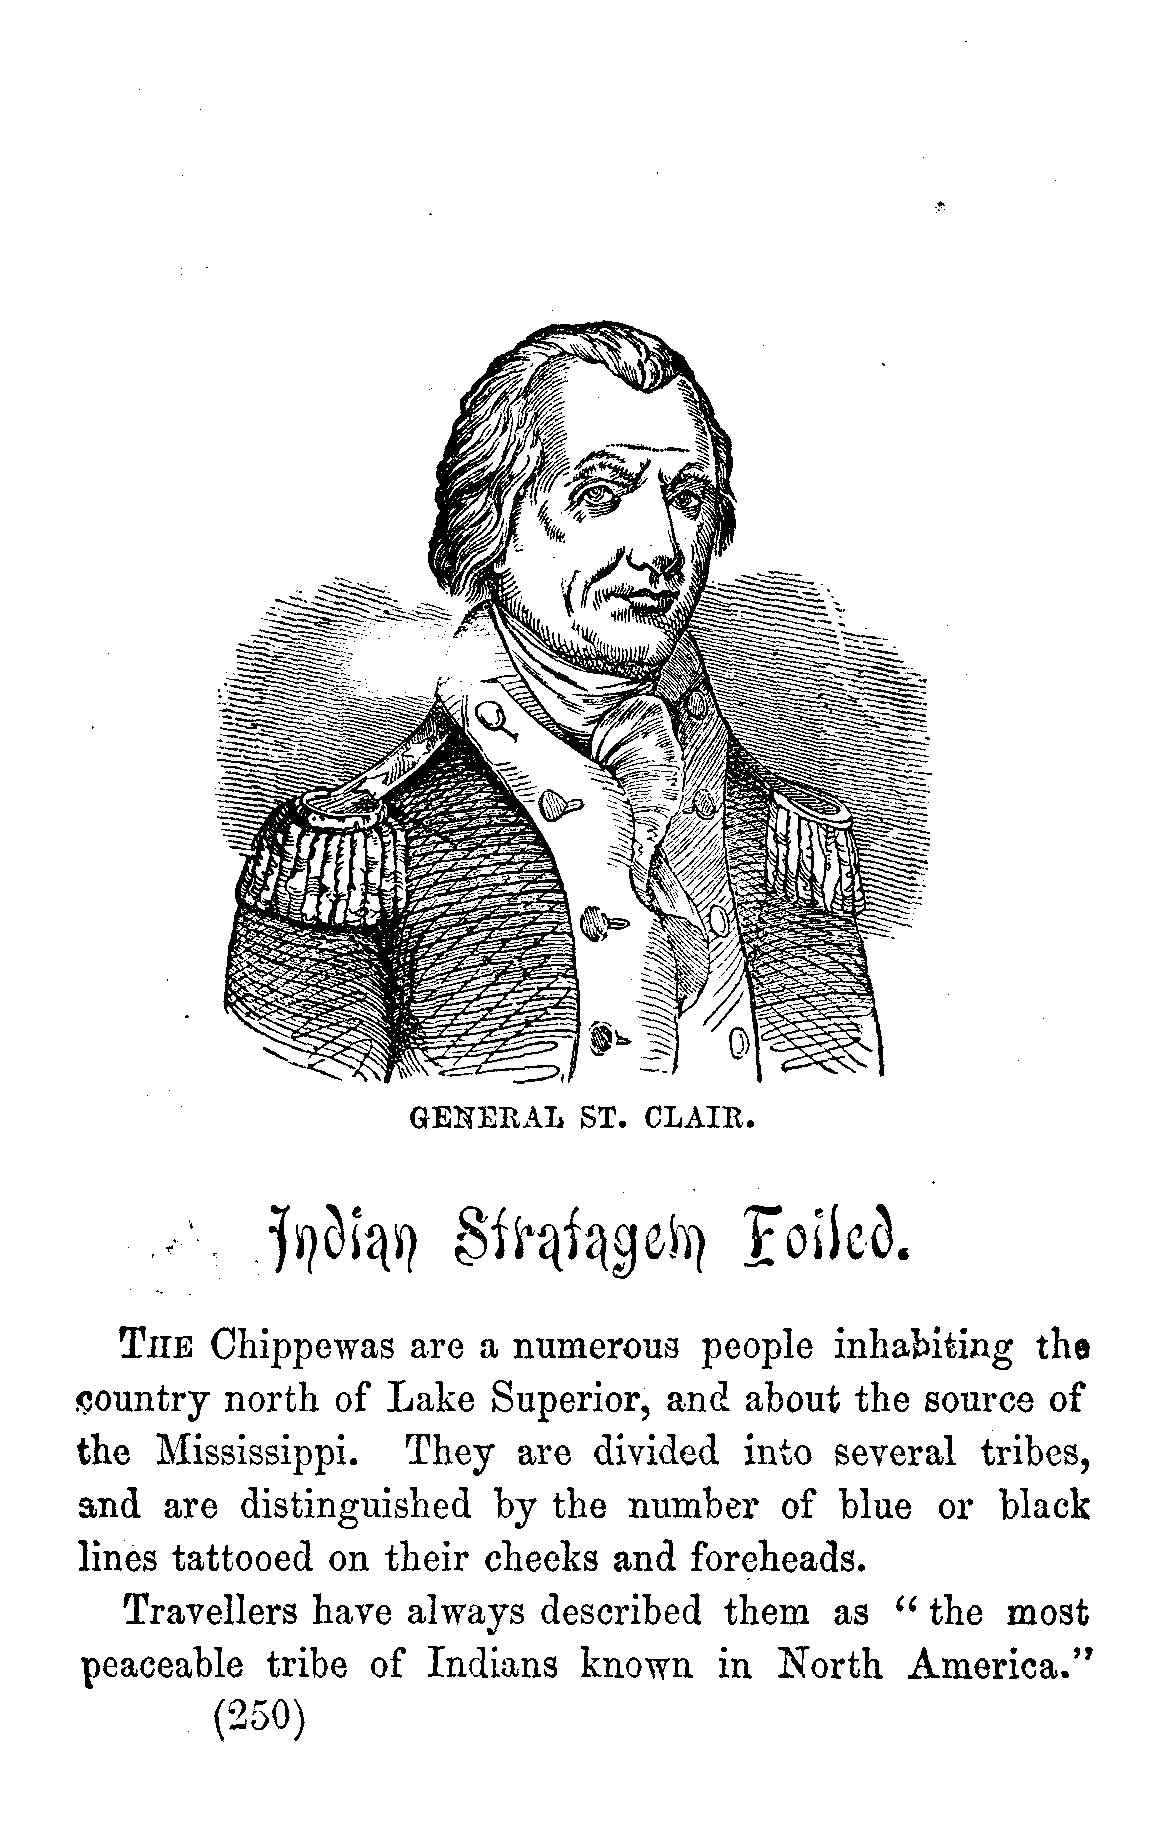 GENERAL ST. CLAIR.
Indian Stratagem Foiled.
THE Chippewas are a numerous people inhabiting the
country north of Lake Superior, and about the source of
the Mississippi. They are divided into several tribes,
and are distinguished by the number of blue or black
lines tattooed on their cheeks and foreheads.
Travellers have always described them as "the most
peaceable tribe of Indians known in North America."
(250)